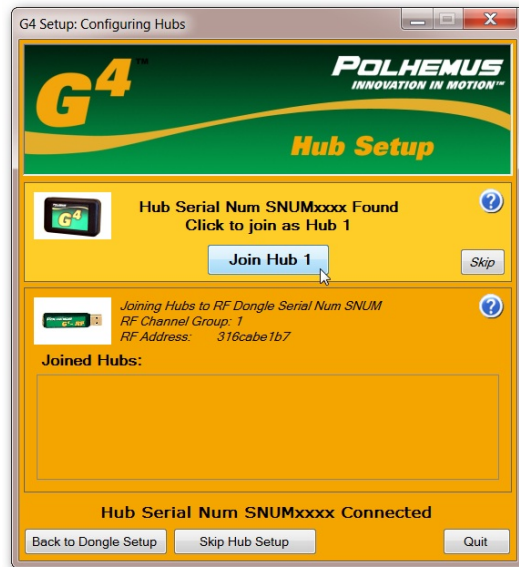 G4 Setup: Configuring Hubs
G4™
POLHEMUS
INNOVATION IN MOTION™
Hub Setup
G4
Hub Serial Num SNUMxxxx Found
Click to join as Hub 1
Join Hub 1
Skip
Joining Hubs to RF Dongle Serial Num SNUM
RF Channel Group: 1
RF Address: 316cabe1b7
Joined Hubs:
Hub Serial Num SNUMxxxx Connected
Back to Dongle Setup
Skip Hub Setup
Quit